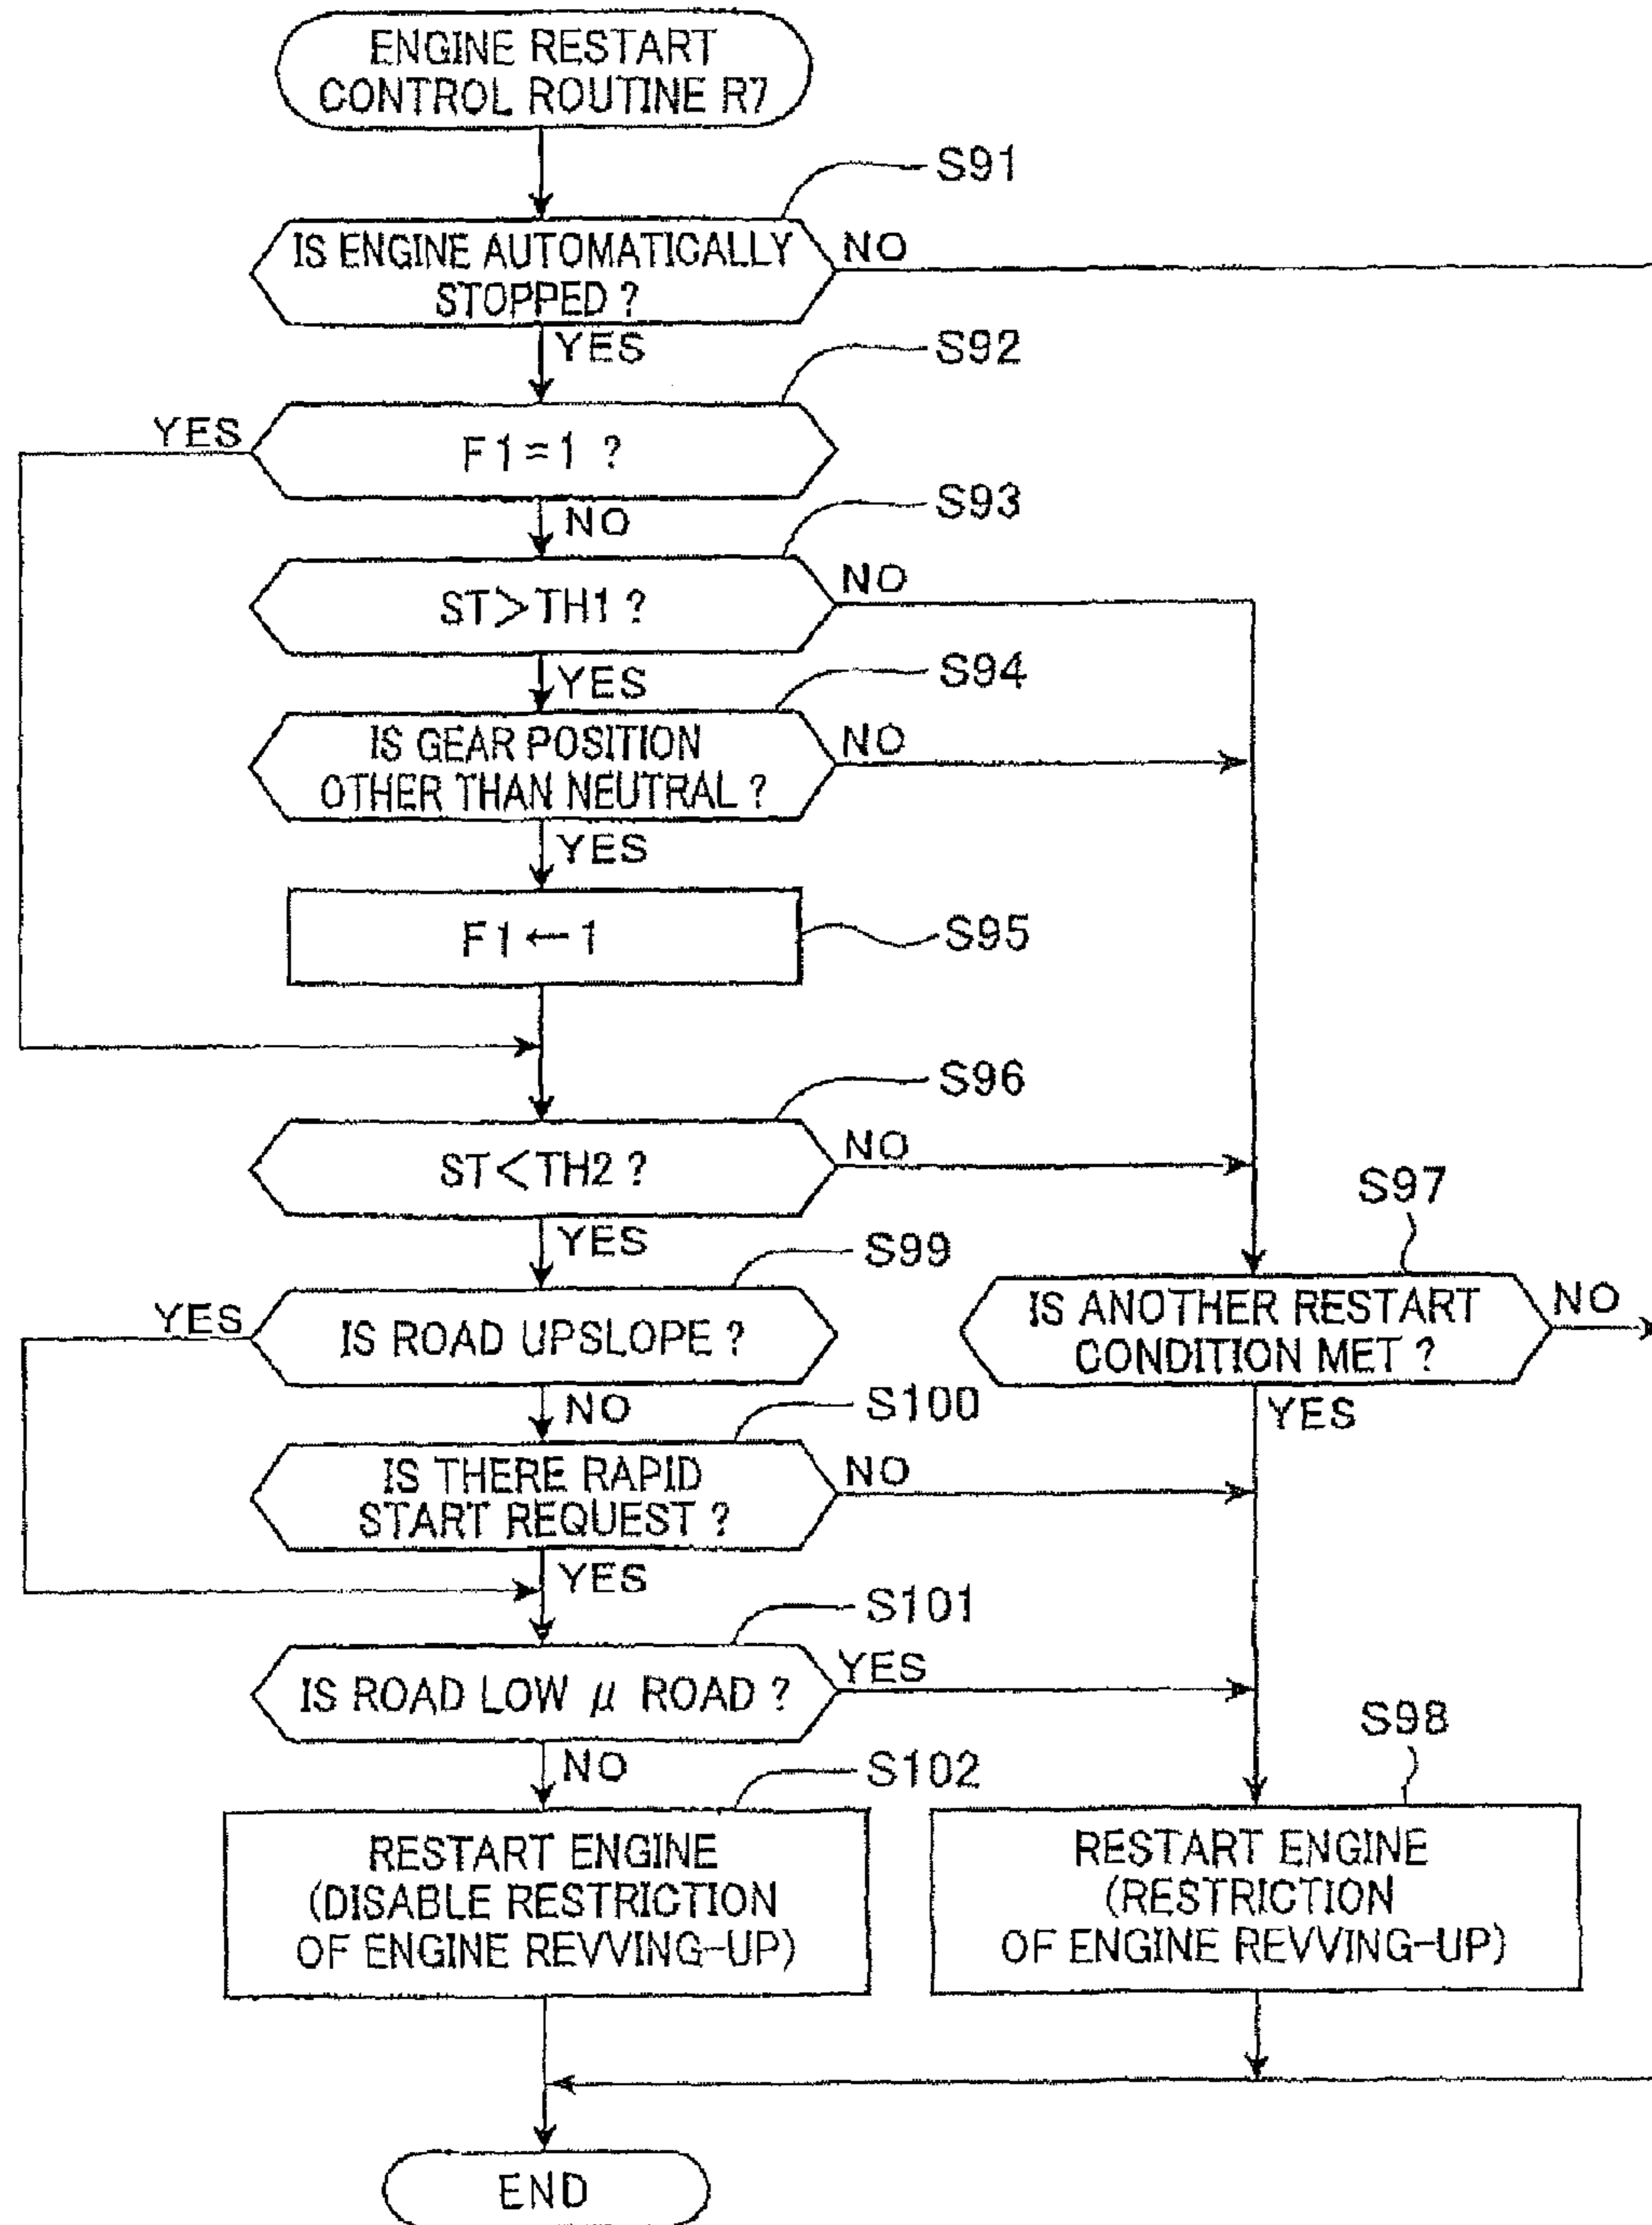 ENGINE RESTART
CONTROL ROUTINE R7
S91
IS ENGINE AUTOMATICALLY
STOPPED ?
NO
YES
S92
YES
F1=1 ?
NO
S93
ST>TH1 ?
NO
YES
S94
IS GEAR POSITION
OTHER THAN NEUTRAL ?
NO
YES
F1←1
S95
S96
ST<TH2 ?
NO
YES
S97
IS ANOTHER RESTART
CONDITION MET ?
NO
YES
S99
YES
IS ROAD UPSLOPE ?
NO
S100
IS THERE RAPID
START REQUEST ?
NO
YES
S101
IS ROAD LOW μ ROAD ?
YES
NO
S102
RESTART ENGINE
(DISABLE RESTRICTION
OF ENGINE REVVING-UP)
S98
RESTART ENGINE
(RESTRICTION
OF ENGINE REVVING-UP)
END